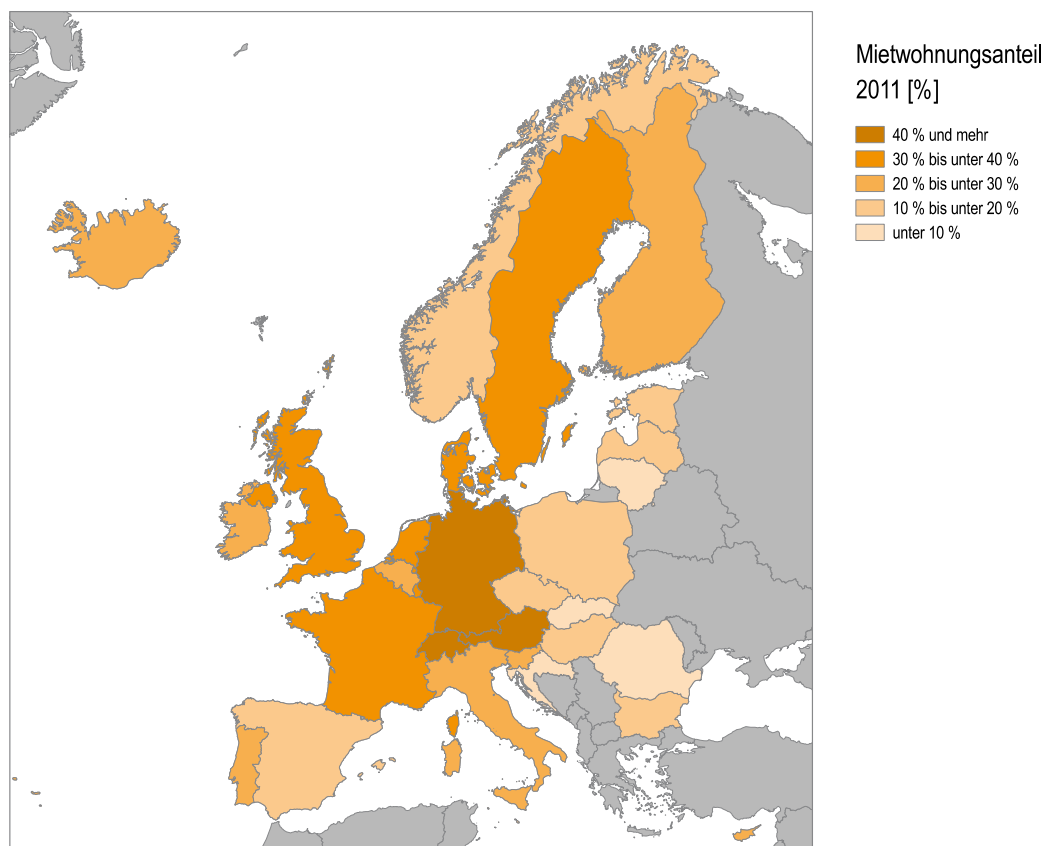 Mietwohnungsanteil
2011 [%]
40 % und mehr
30 % bis unter 40 %
20 % bis unter 30 %
10 % bis unter 20 %
unter 10 %